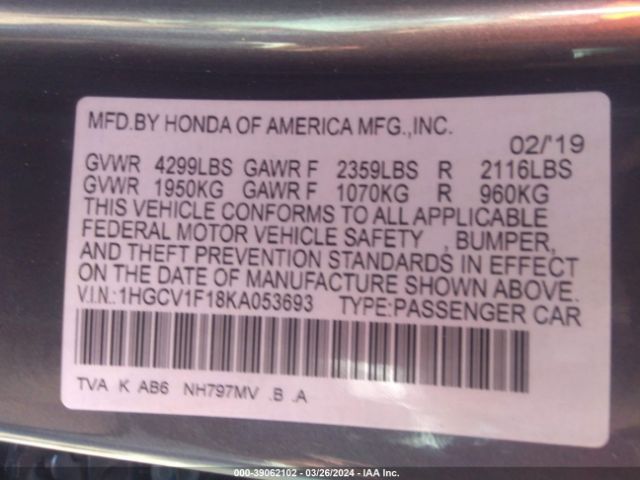 MFD.BY HONDA OF AMERICA MFG.,INC.
02/'19
GVWR 4299LBS GAWR F 2359LBS R 2116LBS
GVWR 1950KG GAWR F 1070KG R 960KG
THIS VEHICLE CONFORMS TO ALL APPLICABLE
FEDERAL MOTOR VEHICLE SAFETY , BUMPER,
AND THEFT PREVENTION STANDARDS IN EFFECT
ON THE DATE OF MANUFACTURE SHOWN ABOVE.
V.I.N.:1HGCV1F18KA053693 TYPE:PASSENGER CAR
TVA K AB6 NH797MV .B .A
000-39062102 / 03/26/2024 - IAA Inc.